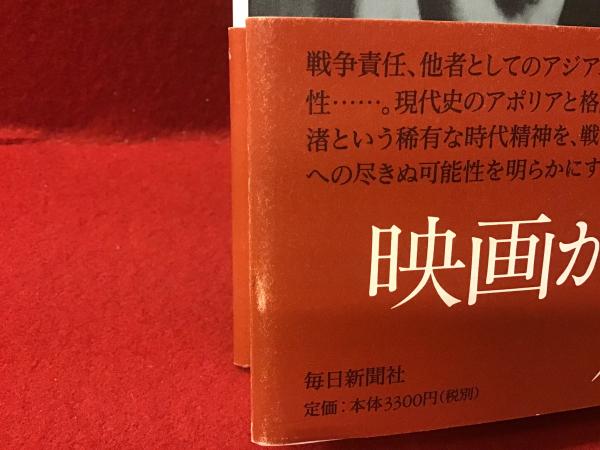 戦争責任、他者としてのアジア
性……。現代史のアポリアと格
渚という稀有な時代精神を、戦
への尽きぬ可能性を明らかにす
映画か
毎日新聞社
定価：本体3300円（税別）